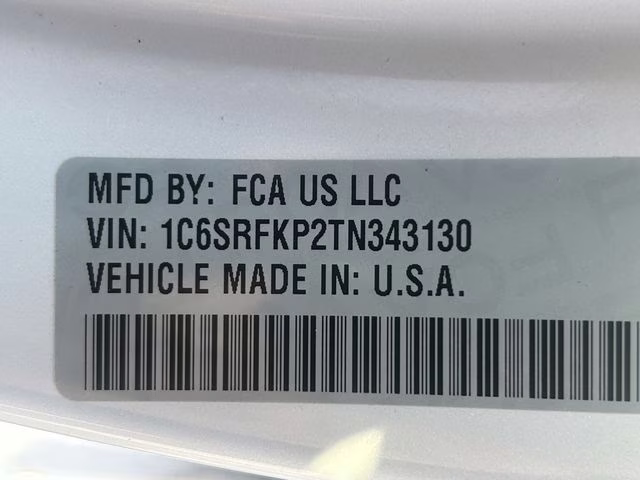 MFD BY: FCA US LLC
VIN: 1C6SRFKP2TN343130
VEHICLE MADE IN: U.S.A.